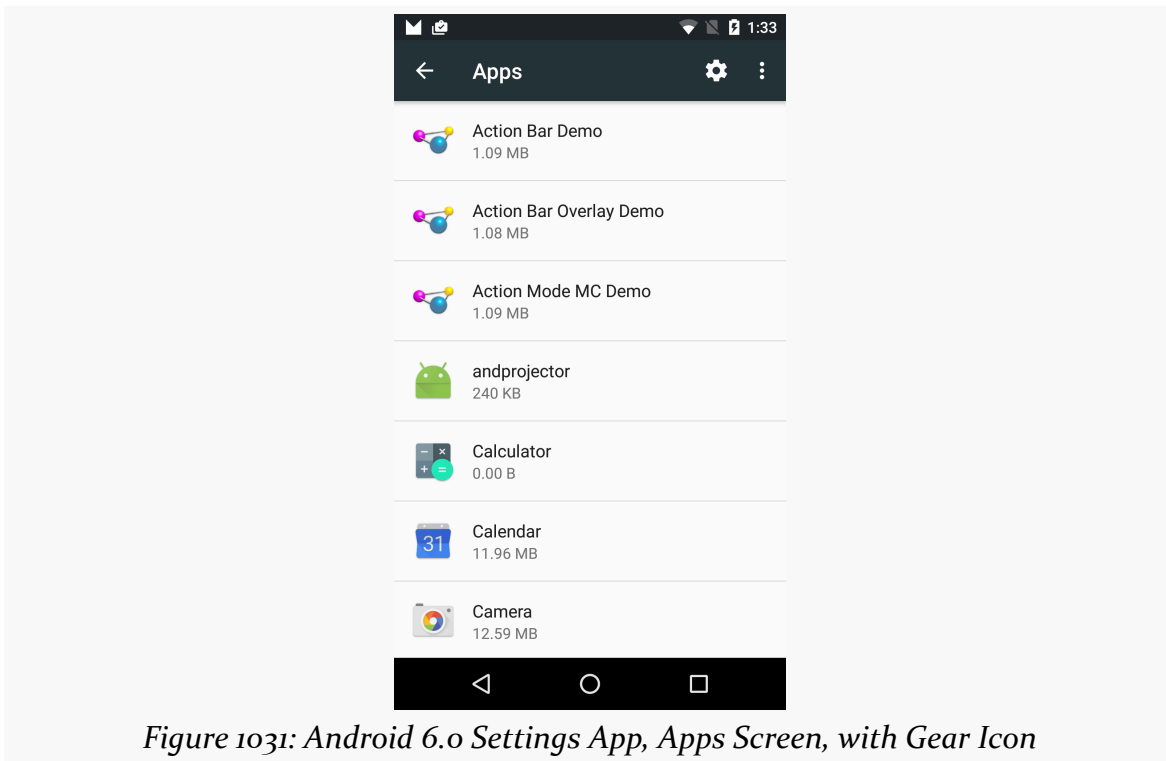 1:33
Apps
Action Bar Demo
1.09 MB
Action Bar Overlay Demo
1.08 MB
Action Mode MC Demo
1.09 MB
andprojector
240 KB
Calculator
0.00 B
31
Calendar
11.96 MB
Camera
12.59 MB
Figure 1031: Android 6.0 Settings App, Apps Screen, with Gear Icon